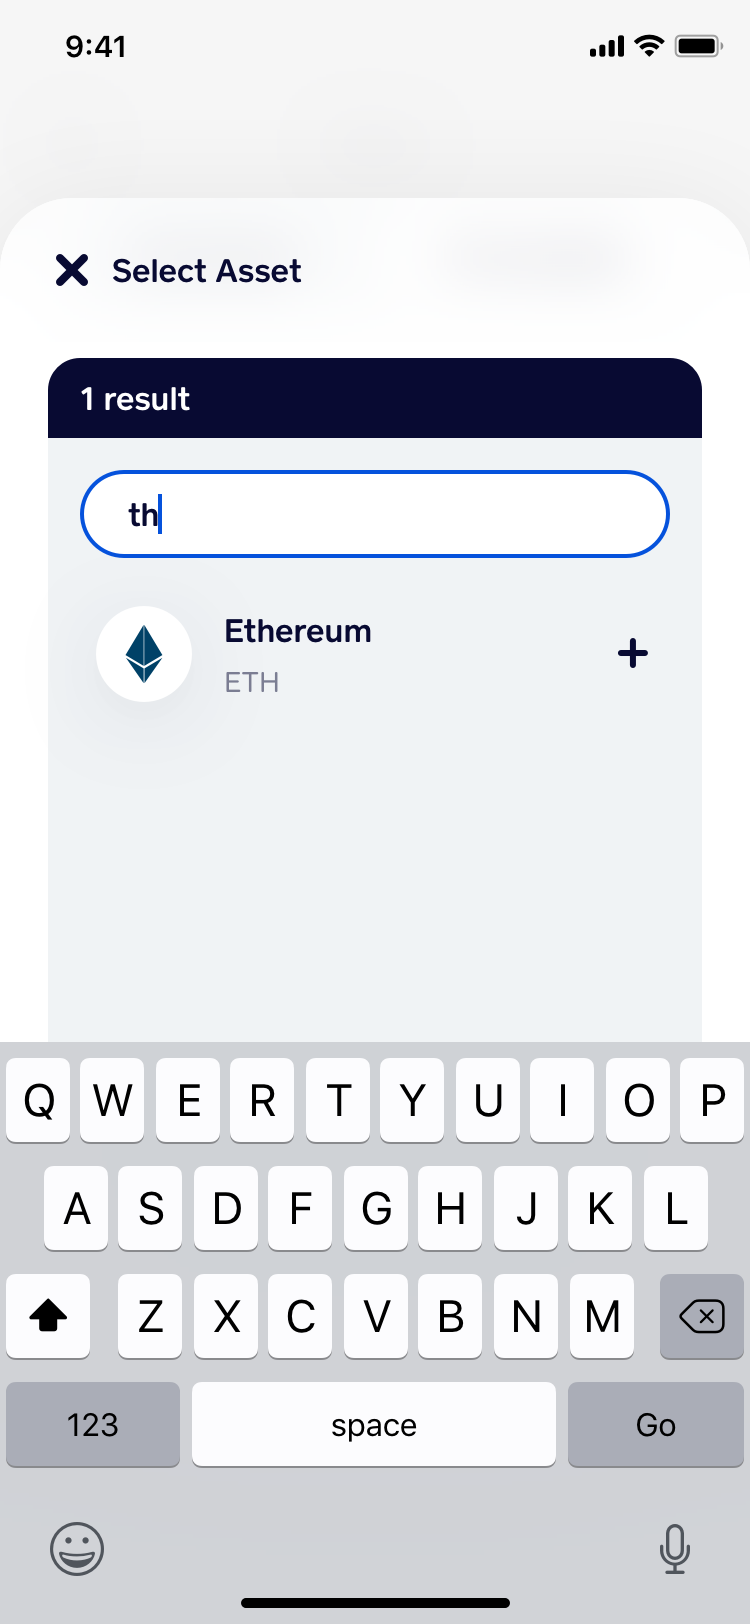 9:41
Select Asset
1 result
th
Ethereum
ETH
Q W E R T Y U I O P
A S D F G H J K L
Z X C V B N M
123 space Go